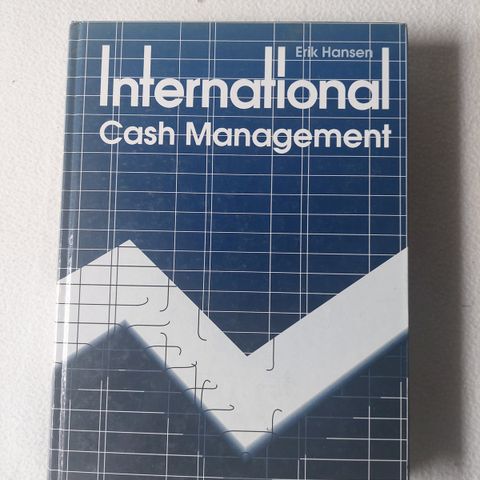 Erik Hansen
International
Cash Management